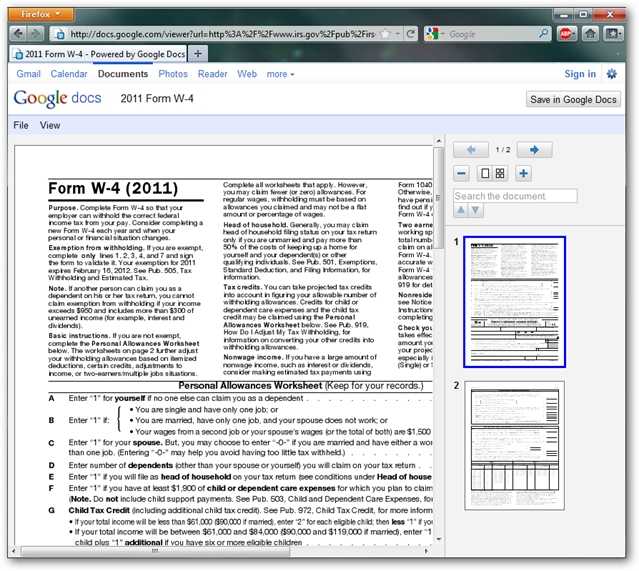 Firefox
http://docs.google.com/viewer?url=http%3A%2F%2Fwww.irs.gov%2Fpub%2Firs-
Google
ABP
2011 Form W-4 - Powered by Google Docs
Gmail Calendar Documents Photos Reader Web more
Sign in
Google docs
2011 Form W-4
Save in Google Docs
File View
1 / 2
Search the document
1
2
Form W-4 (2011)
Purpose. Complete Form W-4 so that your
employer can withhold the correct federal
income tax from your pay. Consider completing a
new Form W-4 each year and when your
personal or financial situation changes.
Exemption from withholding. If you are exempt,
complete only lines 1, 2, 3, 4, and 7 and sign
the form to validate it. Your exemption for 2011
expires February 16, 2012. See Pub. 505, Tax
Withholding and Estimated Tax.
Note. If another person can claim you as a
dependent on his or her tax return, you cannot
claim exemption from withholding if your income
exceeds $950 and includes more than $300 of
unearned income (for example, interest and
dividends).
Basic instructions. If you are not exempt,
complete the Personal Allowances Worksheet
below. The worksheets on page 2 further adjust
your withholding allowances based on itemized
deductions, certain credits, adjustments to
income, or two-earners/multiple jobs situations.
Complete all worksheets that apply. However,
you may claim fewer (or zero) allowances. For
regular wages, withholding must be based on
allowances you claimed and may not be a flat
amount or percentage of wages.
Head of household. Generally, you may claim
head of household filing status on your tax return
only if you are unmarried and pay more than
50% of the costs of keeping up a home for
yourself and your dependent(s) or other
qualifying individuals. See Pub. 501, Exemptions,
Standard Deduction, and Filing Information, for
information.
Tax credits. You can take projected tax credits
into account in figuring your allowable number of
withholding allowances. Credits for child or
dependent care expenses and the child tax
credit may be claimed using the Personal
Allowances Worksheet below. See Pub. 919,
How Do I Adjust My Tax Withholding, for
information on converting your other credits into
withholding allowances.
Nonwage income. If you have a large amount of
nonwage income, such as interest or dividends,
consider making estimated tax payments using
Form 1040
Otherwise,
have pensi
find out if y
Form W-4
Two earne
working sp
total numb
claim on al
Form W-4.
accurate w
Form W-4
allowances
919 for det
Nonreside
see Notice
Instruction
completing
Check you
takes effec
amount yo
your projec
especially i
(Single) or
Personal Allowances Worksheet (Keep for your records.)
A Enter “1” for yourself if no one else can claim you as a dependent
• You are single and have only one job; or
B Enter “1” if: • You are married, have only one job, and your spouse does not work; or
• Your wages from a second job or your spouse's wages (or the total of both) are $1,500
C Enter “1” for your spouse. But, you may choose to enter “-0-” if you are married and have either a wor
than one job. (Entering “-0-” may help you avoid having too little tax withheld.)
D Enter number of dependents (other than your spouse or yourself) you will claim on your tax return
E Enter “1” if you will file as head of household on your tax return (see conditions under Head of house
F Enter “1” if you have at least $1,900 of child or dependent care expenses for which you plan to claim
(Note. Do not include child support payments. See Pub. 503, Child and Dependent Care Expenses, fo
G Child Tax Credit (including additional child tax credit). See Pub. 972, Child Tax Credit, for more inform
• If your total income will be less than $61,000 ($90,000 if married), enter “2” for each eligible child; then less “1” if yo
• If your total income will be between $61,000 and $84,000 ($90,000 and $119,000 if married), enter “1”
child plus “1” additional if you have six or more eligible children